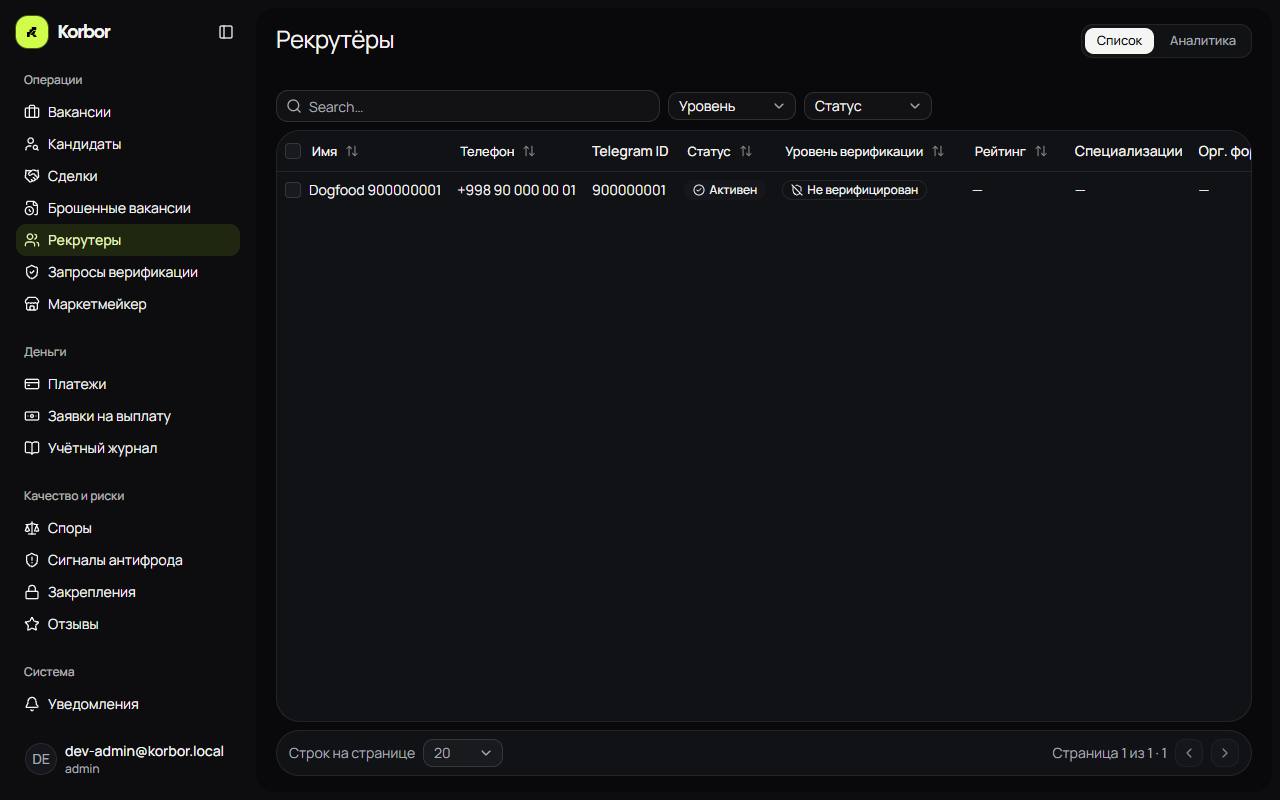 Korbor
Рекрутёры
Список
Аналитика
Операции
Вакансии
Кандидаты
Сделки
Брошенные вакансии
Рекрутеры
Запросы верификации
Маркетмейкер
Деньги
Платежи
Заявки на выплату
Учётный журнал
Качество и риски
Споры
Сигналы антифрода
Закрепления
Отзывы
Система
Уведомления
DE
dev-admin@korbor.local
admin
Search...
Уровень
Статус
Имя Телефон Telegram ID Статус Уровень верификации Рейтинг Специализации Орг. фор
Dogfood 900000001 +998 90 000 00 01 900000001 Активен Не верифицирован — — —
Строк на странице 20
Страница 1 из 1 · 1